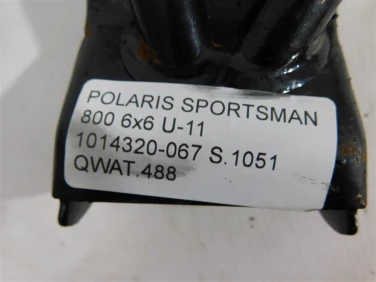 POLARIS SPORTSMAN
800 6x6 U-11
1014320-067 S.1051
QWAT.488